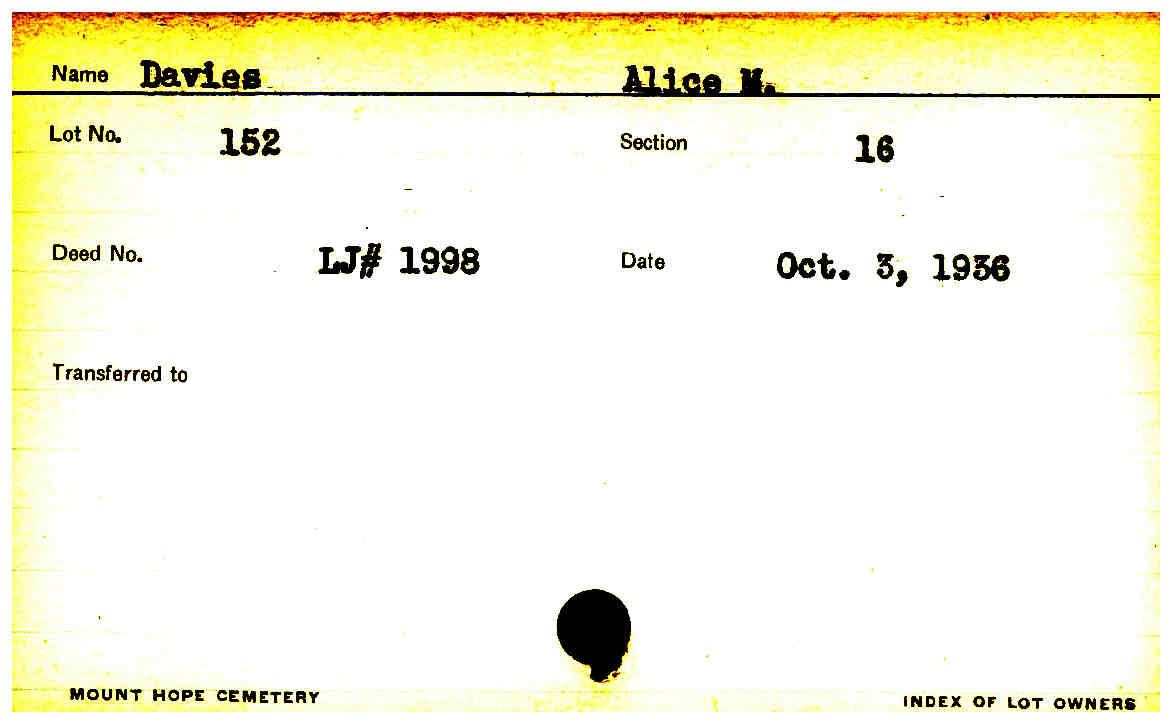 Name Davies Alice M.
Lot No. 152 Section 16
Deed No. LJ# 1998 Date Oct. 3, 1936
Transferred to
MOUNT HOPE CEMETERY INDEX OF LOT OWNERS